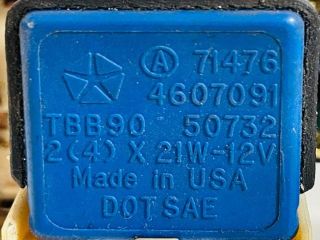 Ⓐ 71476
4607091
TBB90 50732
2(4) X 21W-12V
Made in USA
DOT SAE